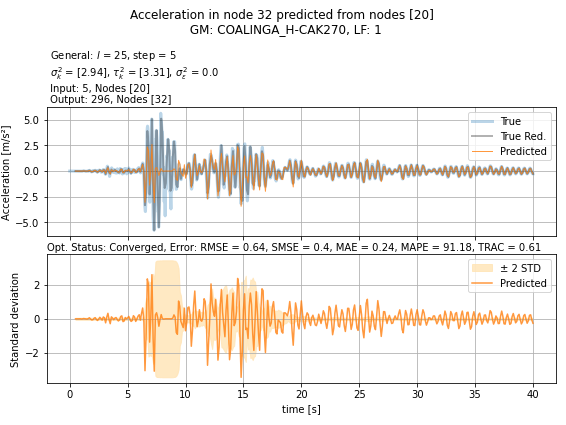 Acceleration in node 32 predicted from nodes [20]
GM: COALINGA_H-CAK270, LF: 1
General: l = 25, step = 5
σ²ₖ = [2.94], τ²ₖ = [3.31], σ²ε = 0.0
Input: 5, Nodes [20]
Output: 296, Nodes [32]
Acceleration [m/s²]
5.0
2.5
0.0
−2.5
−5.0
True
True Red.
Predicted
Opt. Status: Converged, Error: RMSE = 0.64, SMSE = 0.4, MAE = 0.24, MAPE = 91.18, TRAC = 0.61
Standard deviation
2
0
−2
± 2 STD
Predicted
0 5 10 15 20 25 30 35 40
time [s]